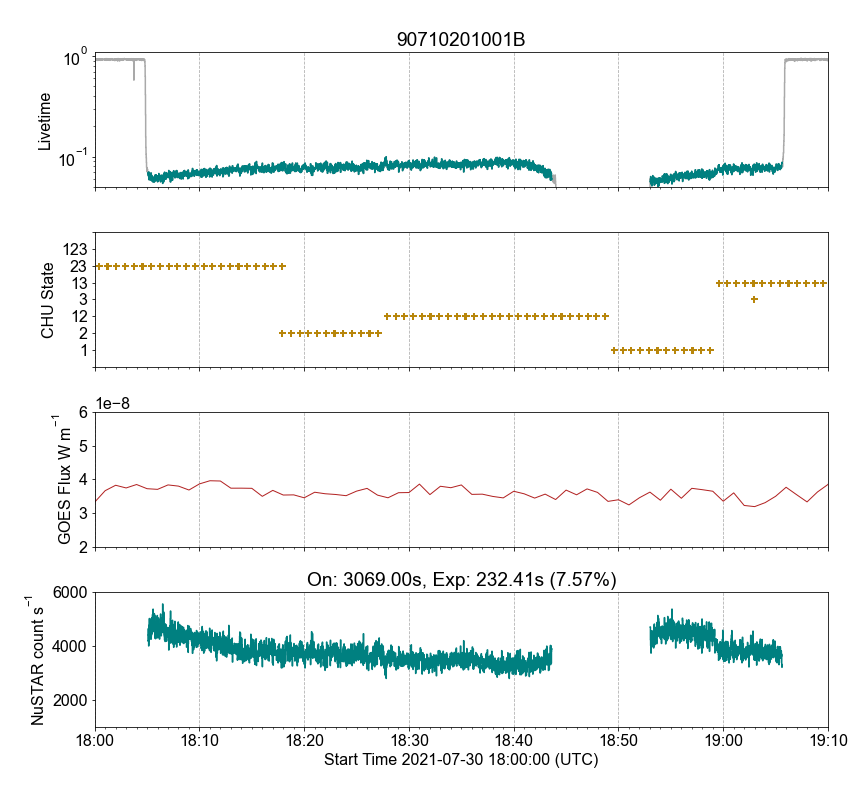 90710201001B
10^0
10^-1
Livetime
123
23
13
3
12
2
1
CHU State
1e−8
6
5
4
3
2
GOES Flux W m^−1
On: 3069.00s, Exp: 232.41s (7.57%)
6000
4000
2000
NuSTAR count s^−1
18:00 18:10 18:20 18:30 18:40 18:50 19:00 19:10
Start Time 2021-07-30 18:00:00 (UTC)